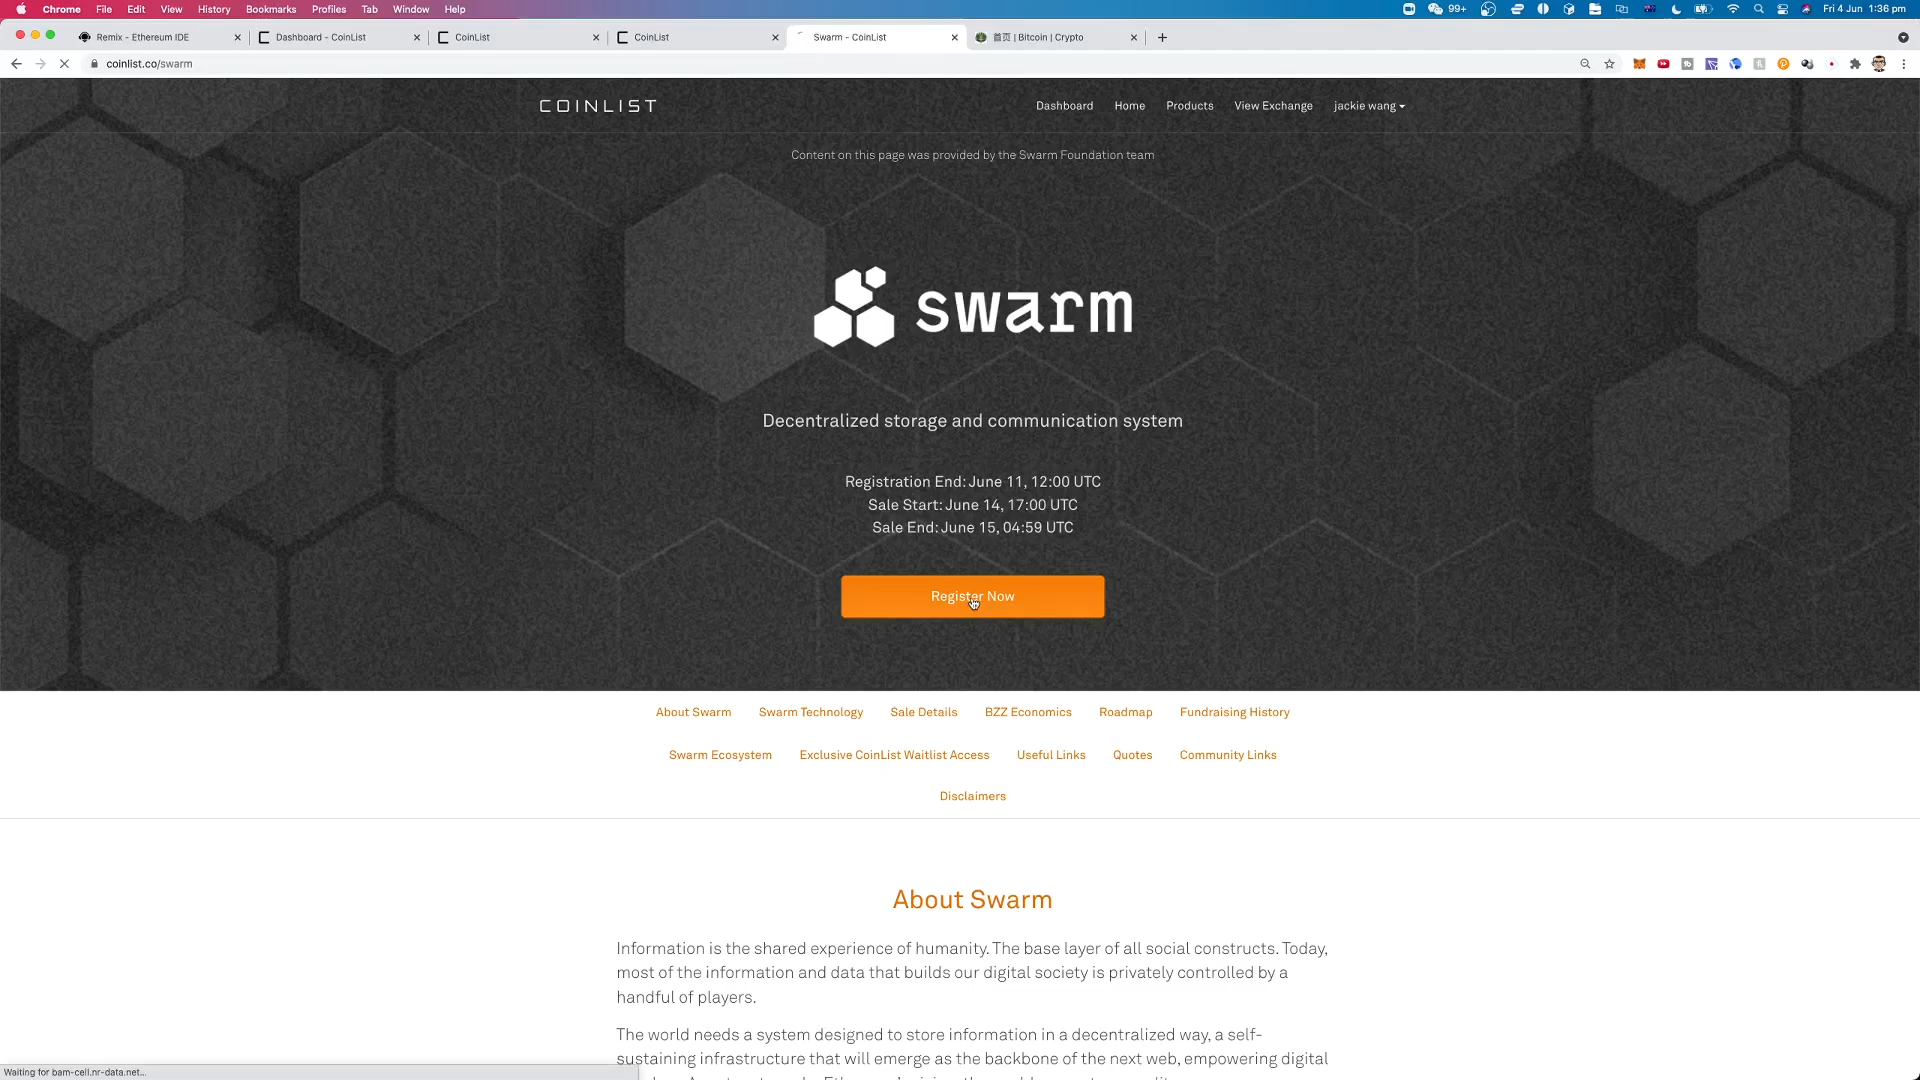 Chrome File Edit View History Bookmarks Profiles Tab Window Help 99+ Fri 4 Jun 1:36 pm
Remix - Ethereum IDE Dashboard - CoinList CoinList CoinList Swarm - CoinList 首页 | Bitcoin | Crypto
coinlist.co/swarm
COINLIST Dashboard Home Products View Exchange jackie wang
Content on this page was provided by the Swarm Foundation team
swarm
Decentralized storage and communication system
Registration End: June 11, 12:00 UTC
Sale Start: June 14, 17:00 UTC
Sale End: June 15, 04:59 UTC
Register Now
About Swarm Swarm Technology Sale Details BZZ Economics Roadmap Fundraising History
Swarm Ecosystem Exclusive CoinList Waitlist Access Useful Links Quotes Community Links
Disclaimers
About Swarm
Information is the shared experience of humanity. The base layer of all social constructs. Today,
most of the information and data that builds our digital society is privately controlled by a
handful of players.
The world needs a system designed to store information in a decentralized way, a self-
sustaining infrastructure that will emerge as the backbone of the next web, empowering digital
Waiting for bam-cell.nr-data.net...